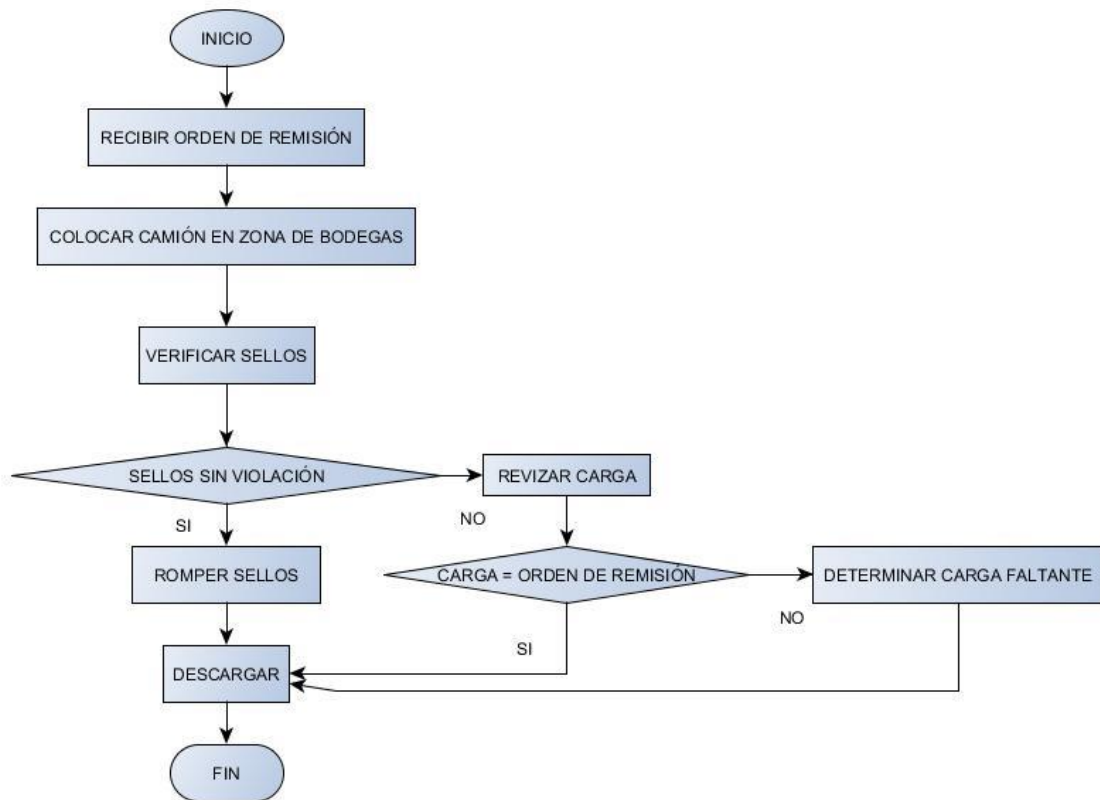 INICIO
RECIBIR ORDEN DE REMISIÓN
COLOCAR CAMIÓN EN ZONA DE BODEGAS
VERIFICAR SELLOS
SELLOS SIN VIOLACIÓN
REVIZAR CARGA
SI
NO
ROMPER SELLOS
CARGA = ORDEN DE REMISIÓN
DETERMINAR CARGA FALTANTE
NO
SI
DESCARGAR
FIN